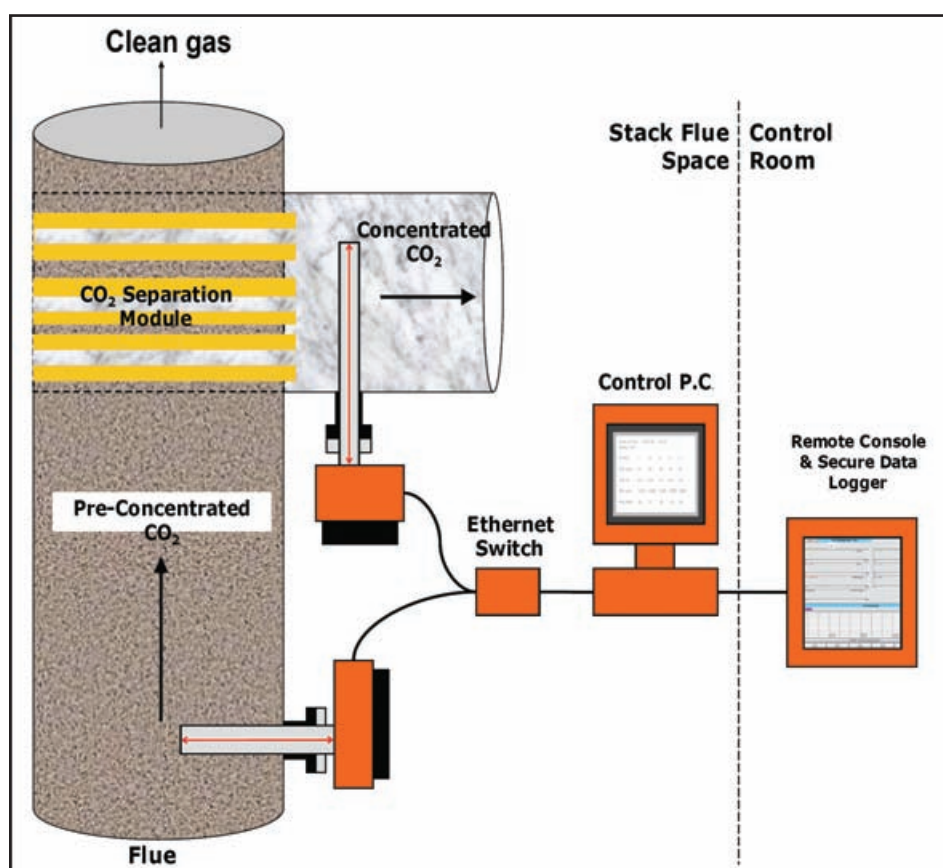 Clean gas
Stack Flue
Space
Control
Room
Concentrated
CO₂
CO₂ Separation
Module
Control P.C
Remote Console
& Secure Data
Logger
Pre-Concentrated
CO₂
Ethernet
Switch
Flue